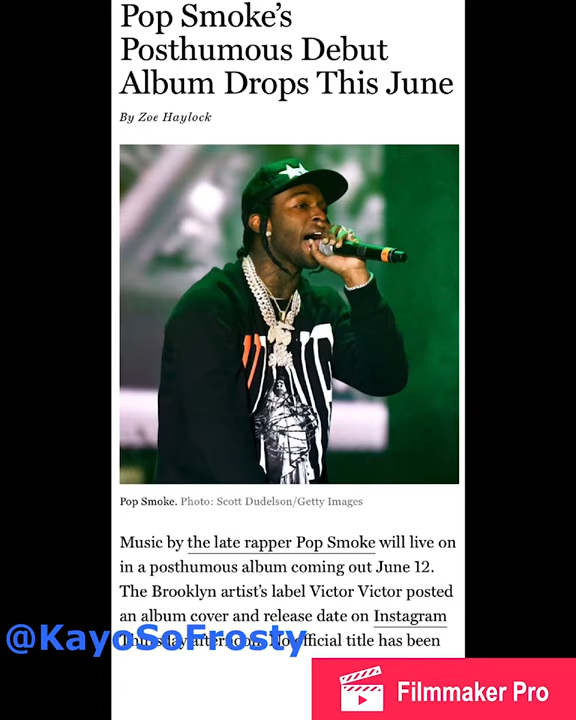 Pop Smoke’s
Posthumous Debut
Album Drops This June
By Zoe Haylock
Pop Smoke. Photo: Scott Dudelson/Getty Images
Music by the late rapper Pop Smoke will live on
in a posthumous album coming out June 12.
The Brooklyn artist’s label Victor Victor posted
an album cover and release date on Instagram
Thursday afternoon. No official title has been
@KayoSoFrosty
Filmmaker Pro